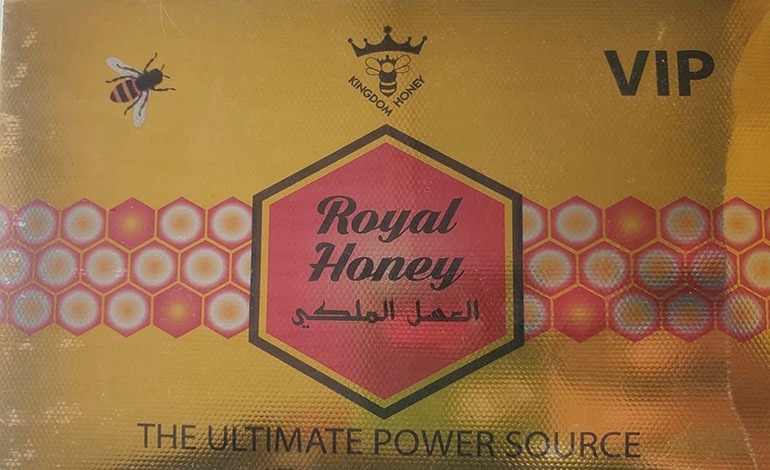 KINGDOM HONEY
VIP
Royal
Honey
العسل الملكي
THE ULTIMATE POWER SOURCE